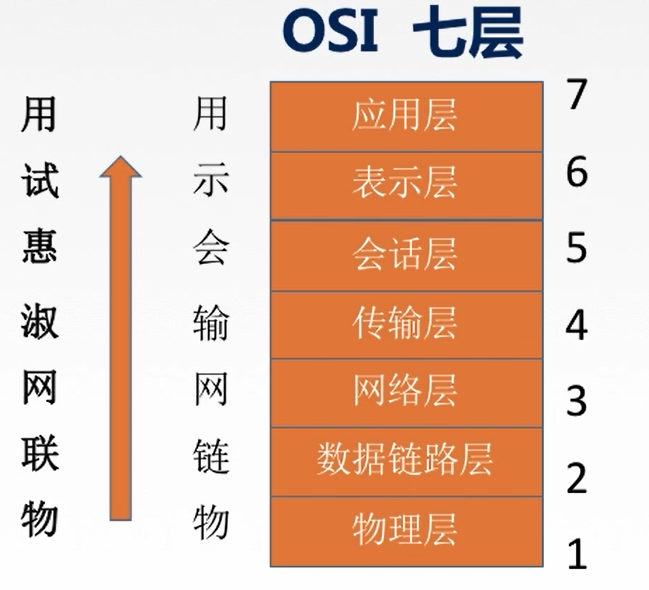 OSI 七层
用 用 应用层 7
试 示 表示层 6
惠 会 会话层 5
淑 输 传输层 4
网 网 网络层 3
联 链 数据链路层 2
物 物 物理层 1